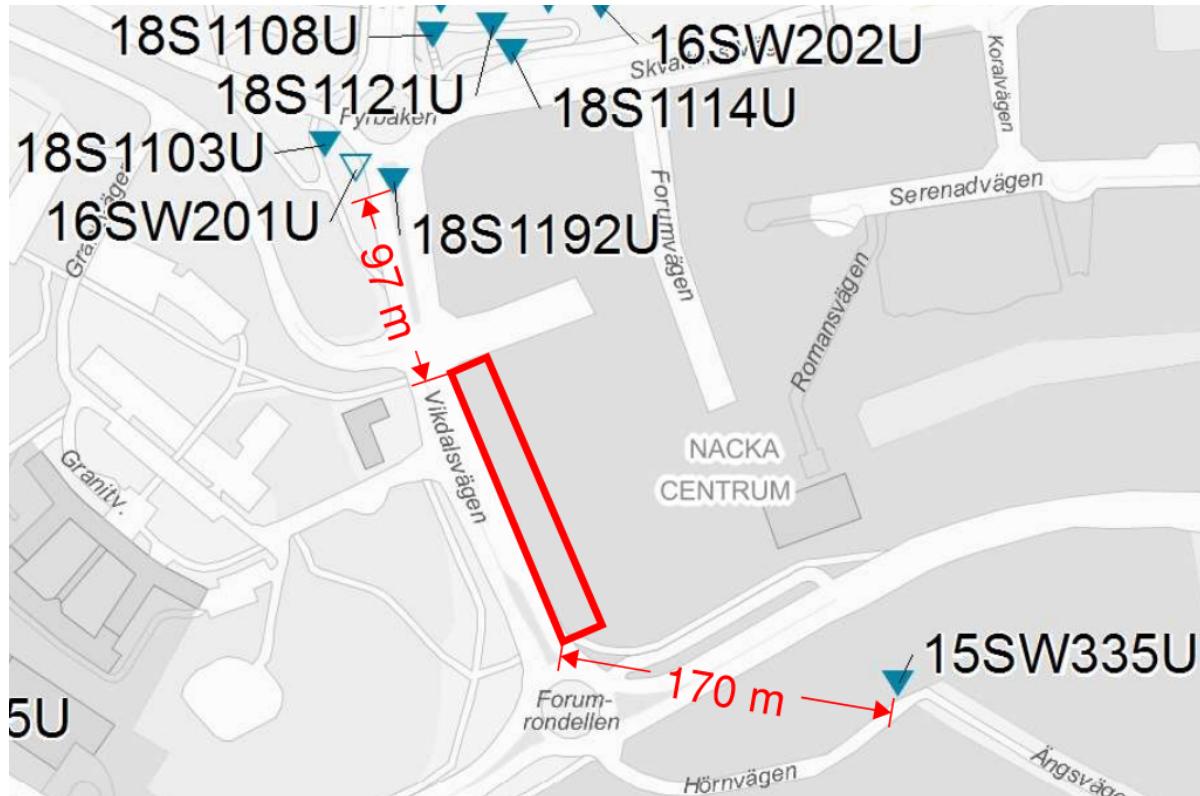 18S1108U
16SW202U
Koralvägen
18S1121U
18S1114U
Fyrbåken
18S1103U
16SW201U
18S1192U
Serenadvägen
Forumvägen
97 m
Romansvägen
Vikdalsvägen
NACKA
CENTRUM
Granitv.
15SW335U
170 m
5U
Forum-
rondellen
Hörnvägen